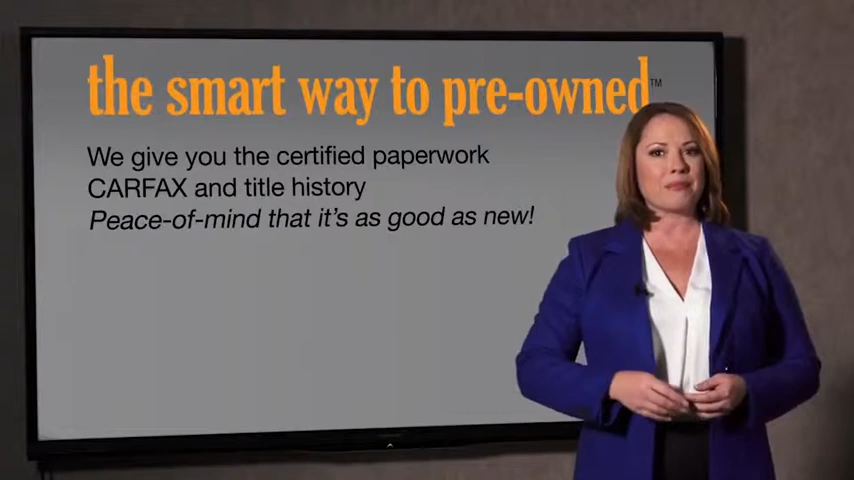 the smart way to pre-owned™
We give you the certified paperwork
CARFAX and title history
Peace-of-mind that it's as good as new!